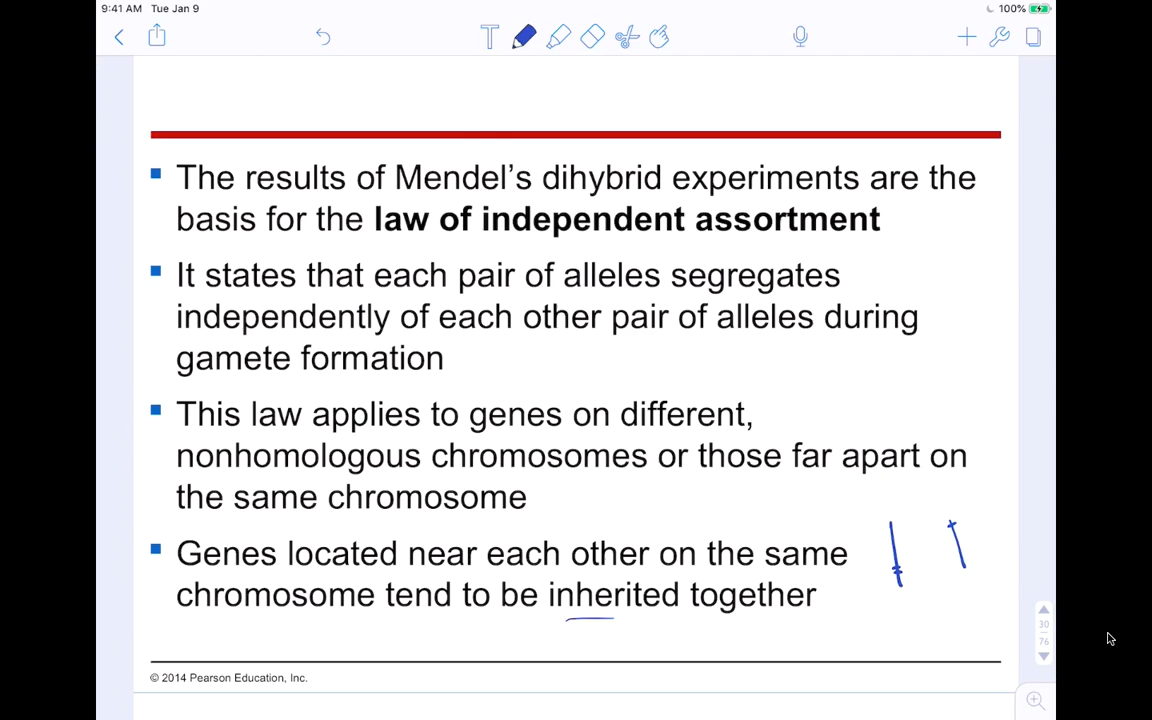 9:41 AM Tue Jan 9
100%
T
The results of Mendel’s dihybrid experiments are the
basis for the law of independent assortment
It states that each pair of alleles segregates
independently of each other pair of alleles during
gamete formation
This law applies to genes on different,
nonhomologous chromosomes or those far apart on
the same chromosome
Genes located near each other on the same
chromosome tend to be inherited together
30
76
© 2014 Pearson Education, Inc.